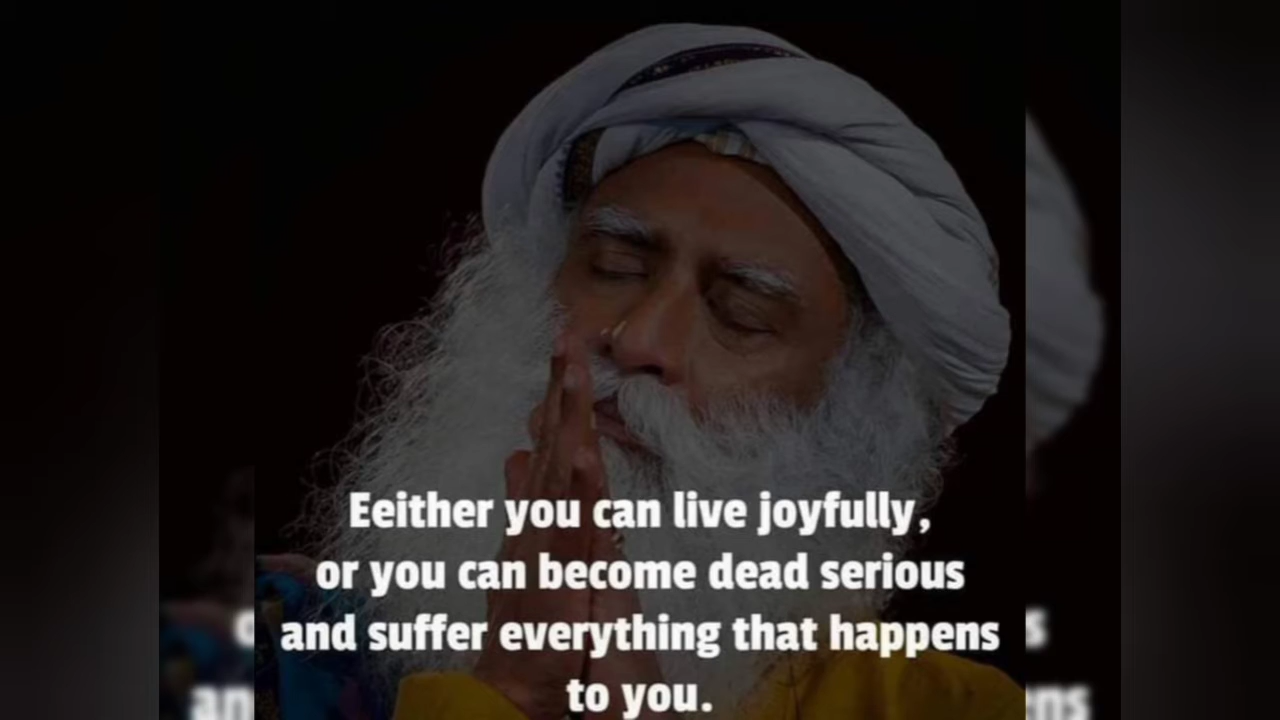 Eeither you can live joyfully,
or you can become dead serious
and suffer everything that happens
to you.